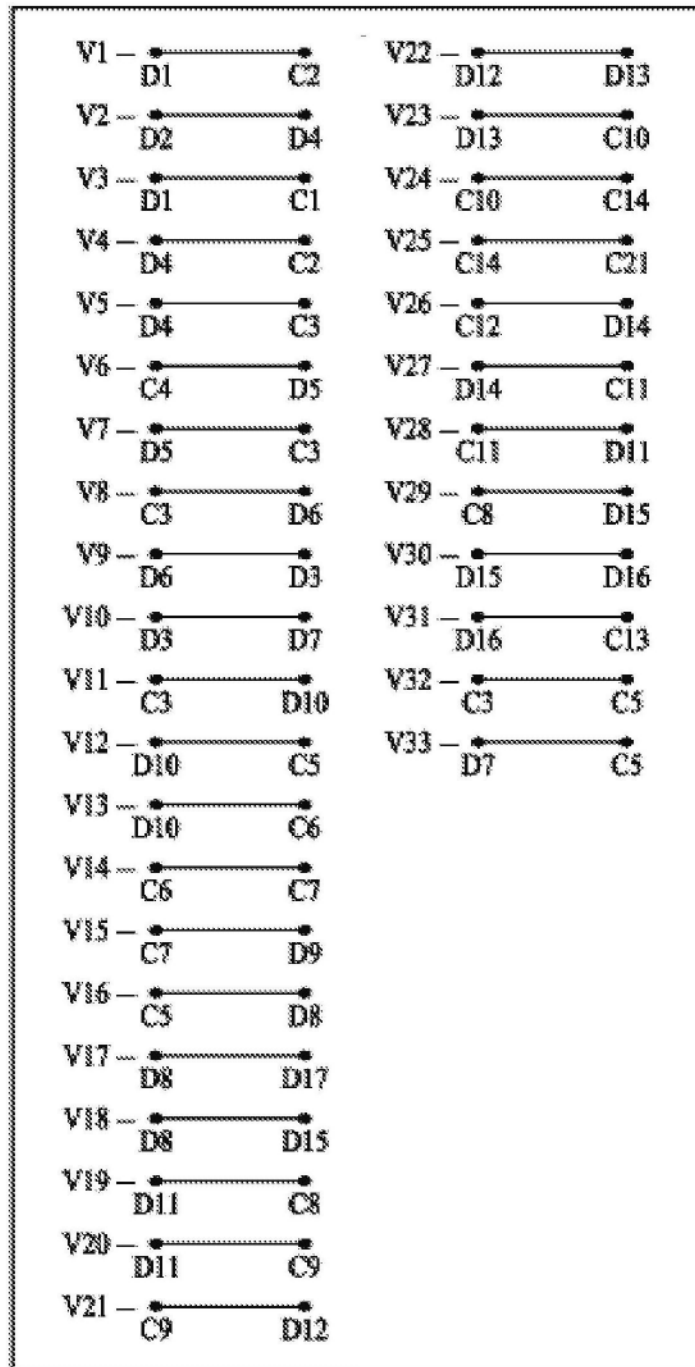 V1 — D1 C2
V2 — D2 D4
V3 — D1 C1
V4 — D4 C2
V5 — D4 C3
V6 — C4 D5
V7 — D5 C3
V8 — C3 D6
V9 — D6 D3
V10 — D3 D7
V11 — C3 D10
V12 — D10 C5
V13 — D10 C6
V14 — C6 C7
V15 — C7 D9
V16 — C5 D8
V17 — D8 D17
V18 — D8 D15
V19 — D11 C8
V20 — D11 C9
V21 — C9 D12
V22 — D12 D13
V23 — D13 C10
V24 — C10 C14
V25 — C14 C21
V26 — C12 D14
V27 — D14 C11
V28 — C11 D11
V29 — C8 D15
V30 — D15 D16
V31 — D16 C13
V32 — C3 C5
V33 — D7 C5